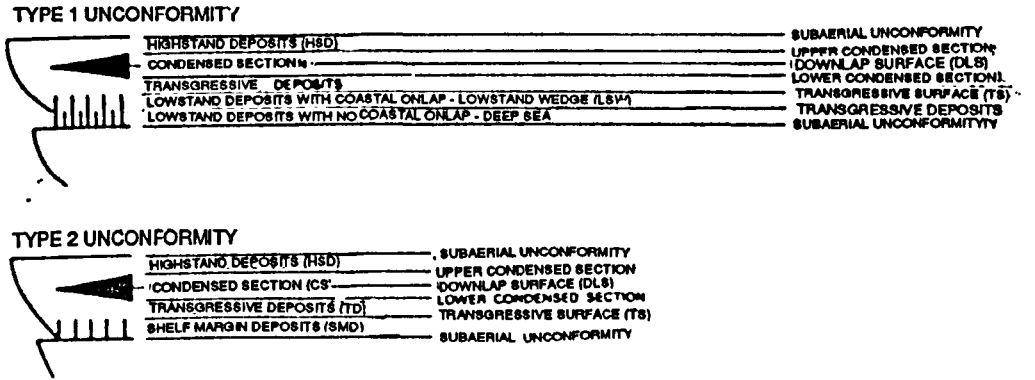 TYPE 1 UNCONFORMITY
SUBAERIAL UNCONFORMITY
HIGHSTAND DEPOSITS (HSD)
UPPER CONDENSED SECTION
CONDENSED SECTION
DOWNLAP SURFACE (DLS)
LOWER CONDENSED SECTION
TRANSGRESSIVE DEPOSITS
TRANSGRESSIVE SURFACE (TS)
LOWSTAND DEPOSITS WITH COASTAL ONLAP - LOWSTAND WEDGE
TRANSGRESSIVE DEPOSITS
LOWSTAND DEPOSITS WITH NO COASTAL ONLAP - DEEP SEA
SUBAERIAL
TYPE 2 UNCONFORMITY
SUBAERIAL UNCONFORMITY
HIGHSTAND DEPOSITS (HSD)
UPPER CONDENSED SECTION
CONDENSED SECTION (CS
DOWNLAP SURFACE (DLS)
LOWER CONDENSED SECTION
TRANSGRESSIVE DEPOSITS (TD)
TRANSGRESSIVE SURFACE (TS)
SHELF MARGIN DEPOSITS (SMD)
SUBAERIAL UNCONFORMITY